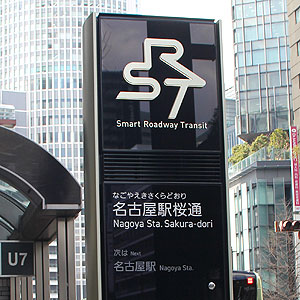 SRT
Smart Roadway Transit
なごやえきさくらどおり
名古屋駅桜通
Nagoya Sta. Sakura-dori
次は Next
名古屋駅 Nagoya Sta.
U7